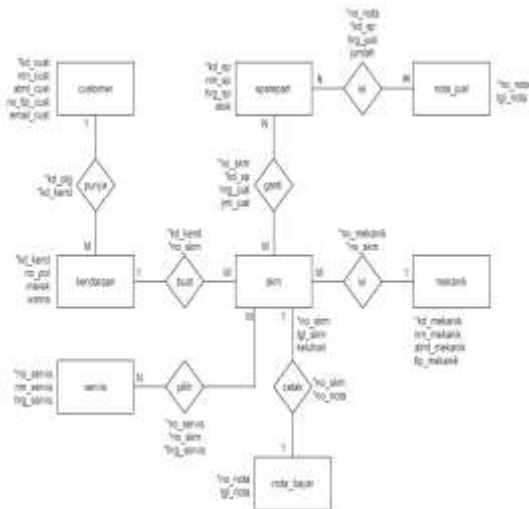 *no_nota
*kd_sp
hrg_jual
jumlah
*kd_cust
nm_cust
almt_cust
no_tlp_cust
email_cust
customer
*kd_sp
nm_sp
hrg_sp
stok
sparepart
N
isi
M
nota_jual
*no_nota
tgl_nota
1
N
*kd_plg
*kd_kend
punya
*no_skm
*kd_sp
hrg_jual
jml_jual
ganti
M
M
*kd_kend
*no_skm
*no_mekanik
*no_skm
*kd_kend
no_pol
merek
warna
kendaraan
1
buat
M
skm
M
isi
1
mekanik
M
1
*no_skm
tgl_skm
keluhan
*kd_mekanik
nm_mekanik
almt_mekanik
tlp_mekanik
*no_servis
nm_servis
hrg_servis
servis
N
pilih
cetak
*no_skm
*no_nota
*no_servis
*no_skm
*hrg_servis
1
*no_nota
tgl_nota
nota_bayar